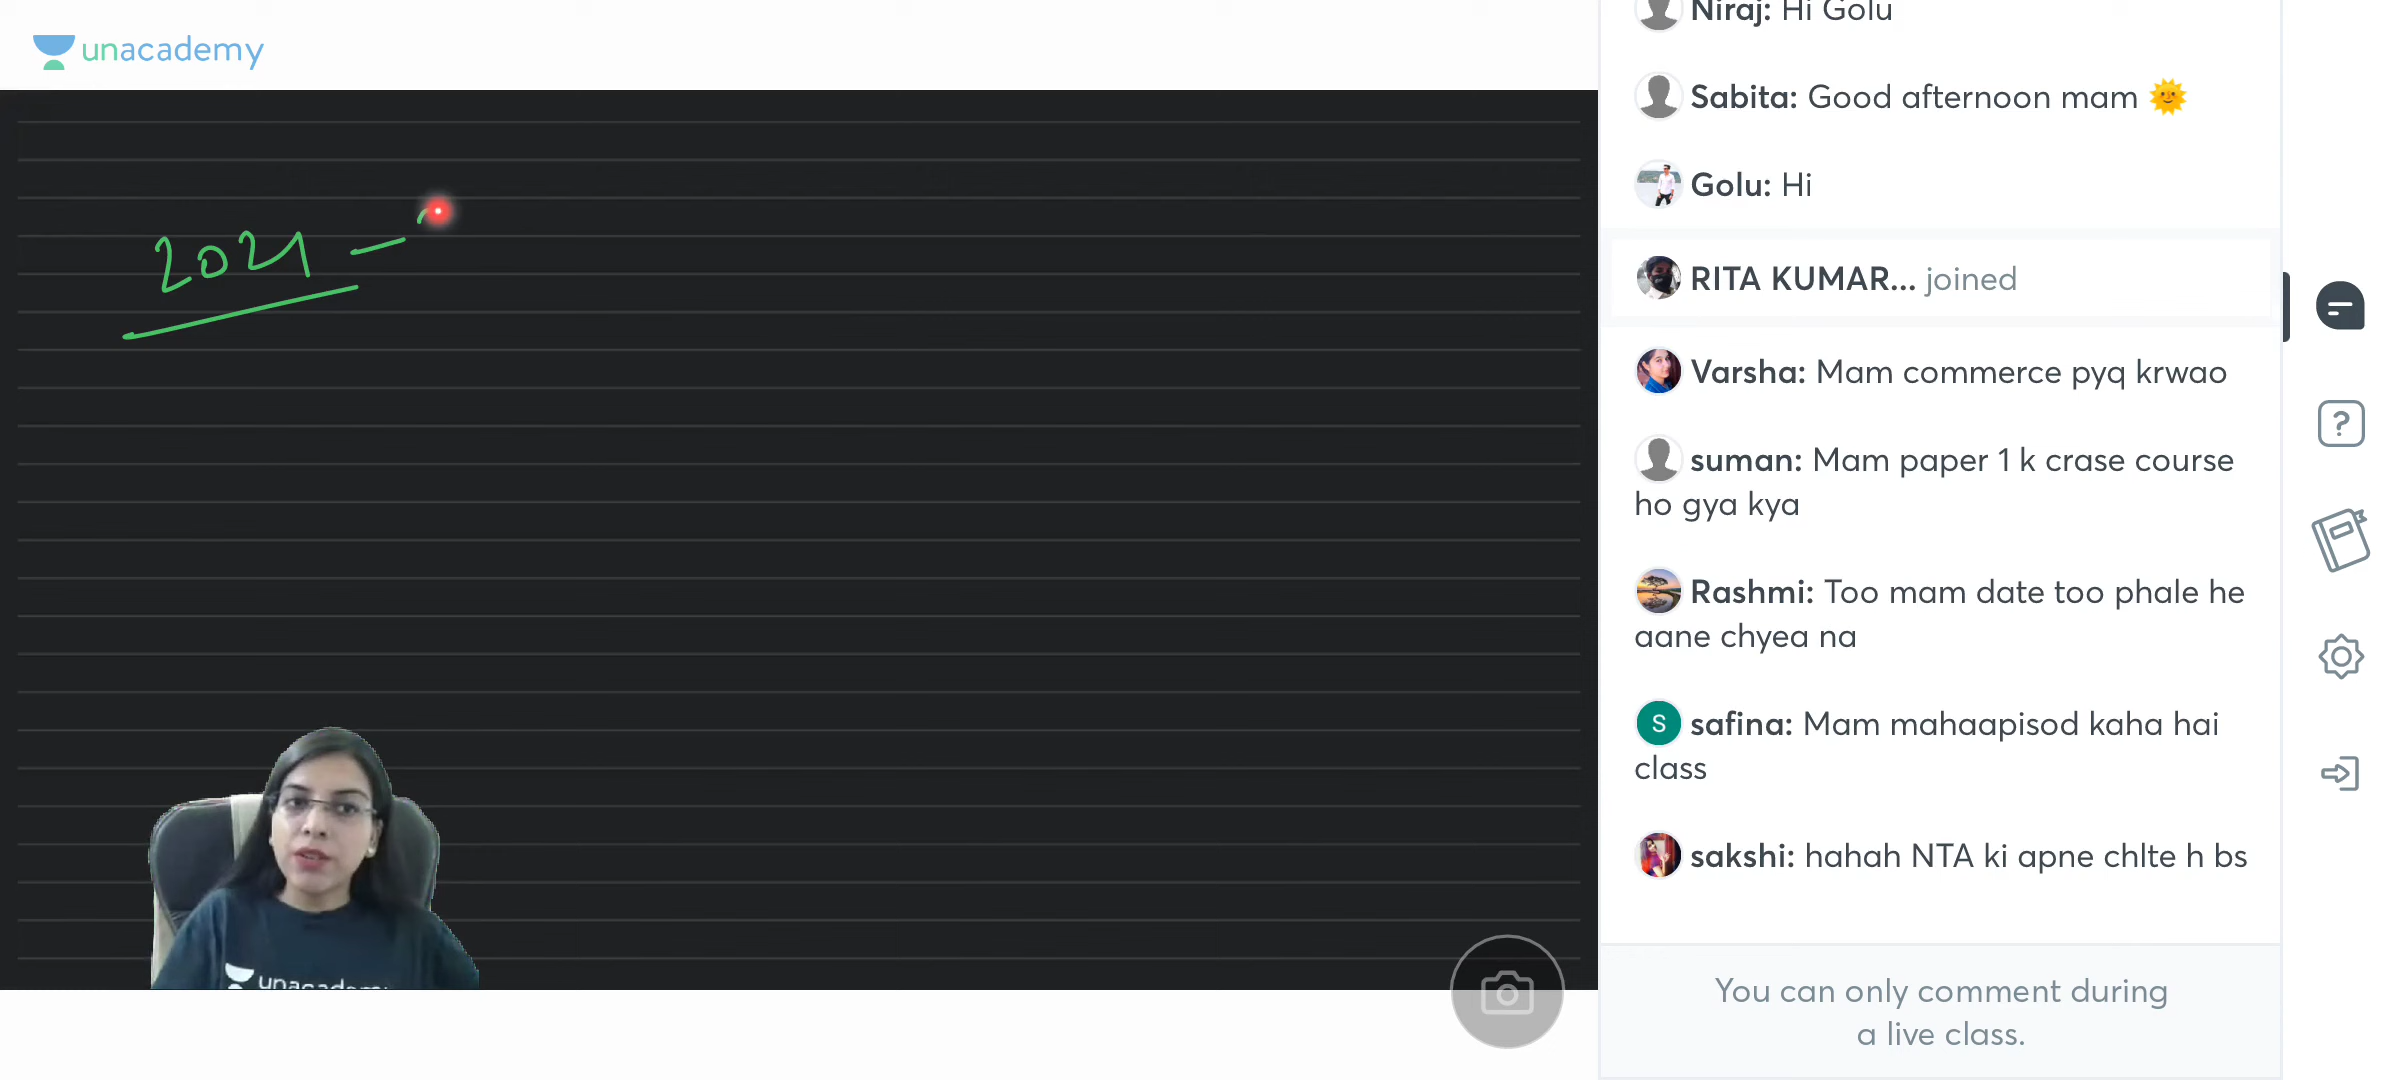 unacademy
2021 –
unacademy
Niraj: Hi Golu
Sabita: Good afternoon mam 🌞
Golu: Hi
RITA KUMAR... joined
Varsha: Mam commerce pyq krwao
suman: Mam paper 1 k crase course
ho gya kya
Rashmi: Too mam date too phale he
aane chyea na
S safina: Mam mahaapisod kaha hai
class
sakshi: hahah NTA ki apne chlte h bs
You can only comment during
a live class.
?